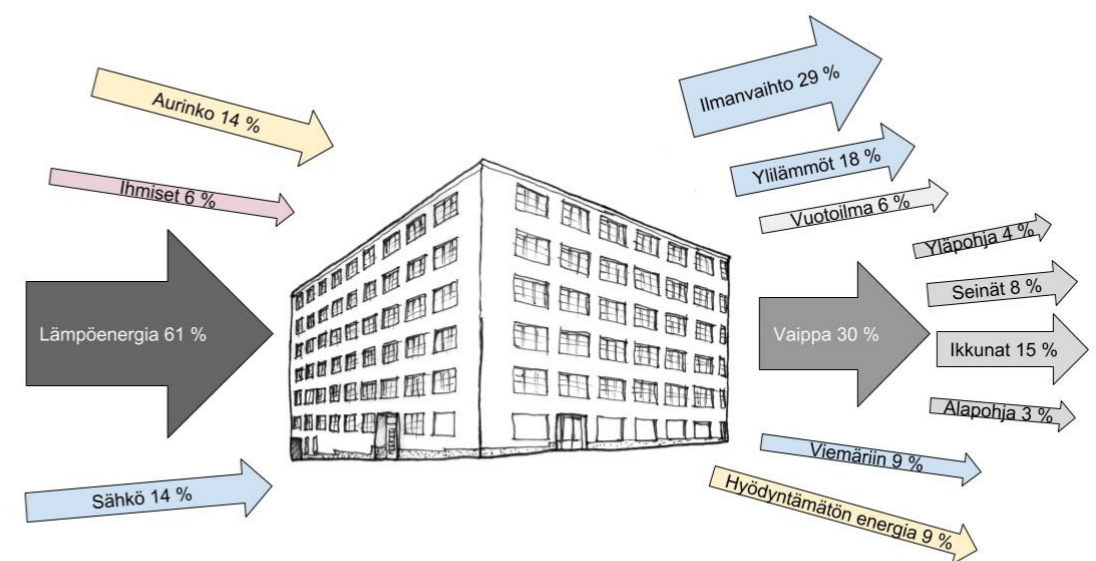 Aurinko 14 %
Ihmiset 6 %
Lämpöenergia 61 %
Sähkö 14 %
Ilmanvaihto 29 %
Ylilämmöt 18 %
Vuotoilma 6 %
Yläpohja 4 %
Seinät 8 %
Vaippa 30 %
Ikkunat 15 %
Alapohja 3 %
Viemäriin 9 %
Hyödyntämätön energia 9 %